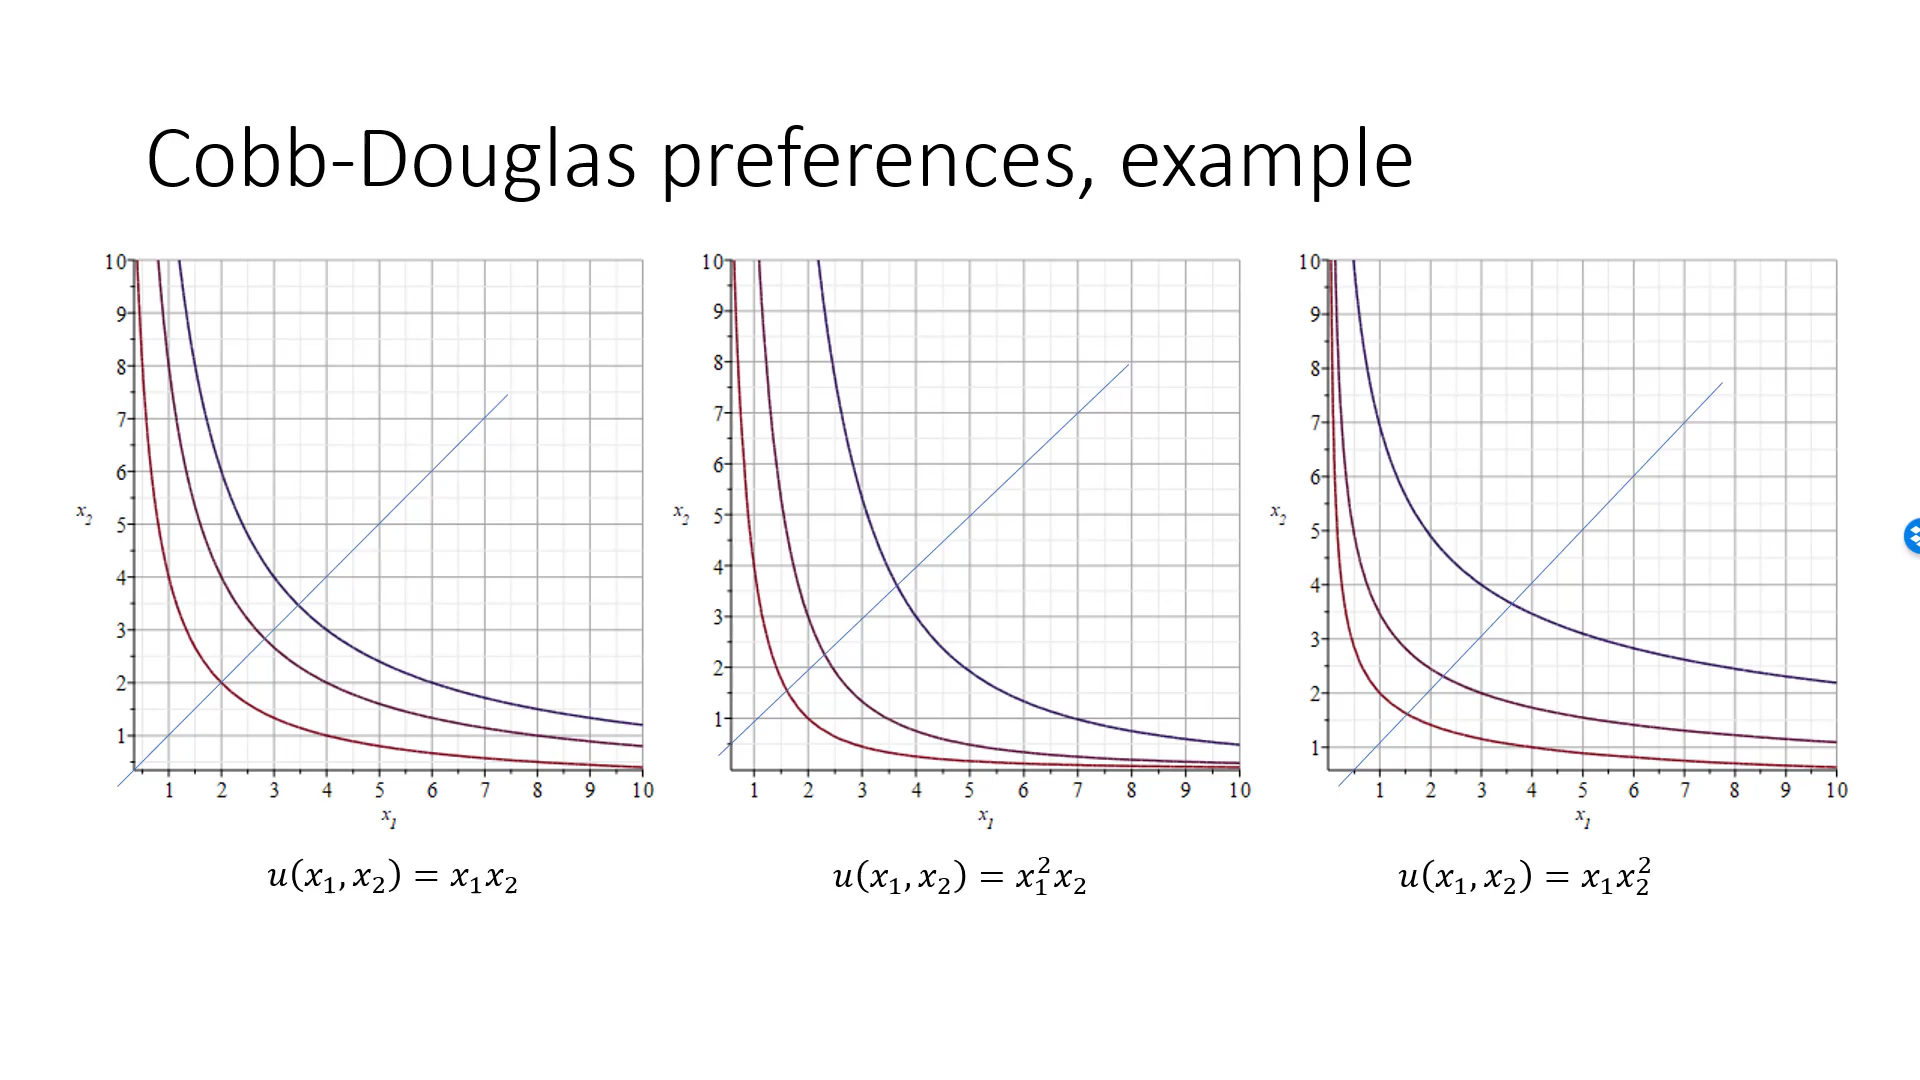 Cobb-Douglas preferences, example
10
9
8
7
6
5
4
3
2
1
x₂
1 2 3 4 5 6 7 8 9 10
x₁
10
9
8
7
6
5
4
3
2
1
x₂
1 2 3 4 5 6 7 8 9 10
x₁
10
9
8
7
6
5
4
3
2
1
x₂
1 2 3 4 5 6 7 8 9 10
x₁
u(x₁, x₂) = x₁x₂
u(x₁, x₂) = x₁²x₂
u(x₁, x₂) = x₁x₂²